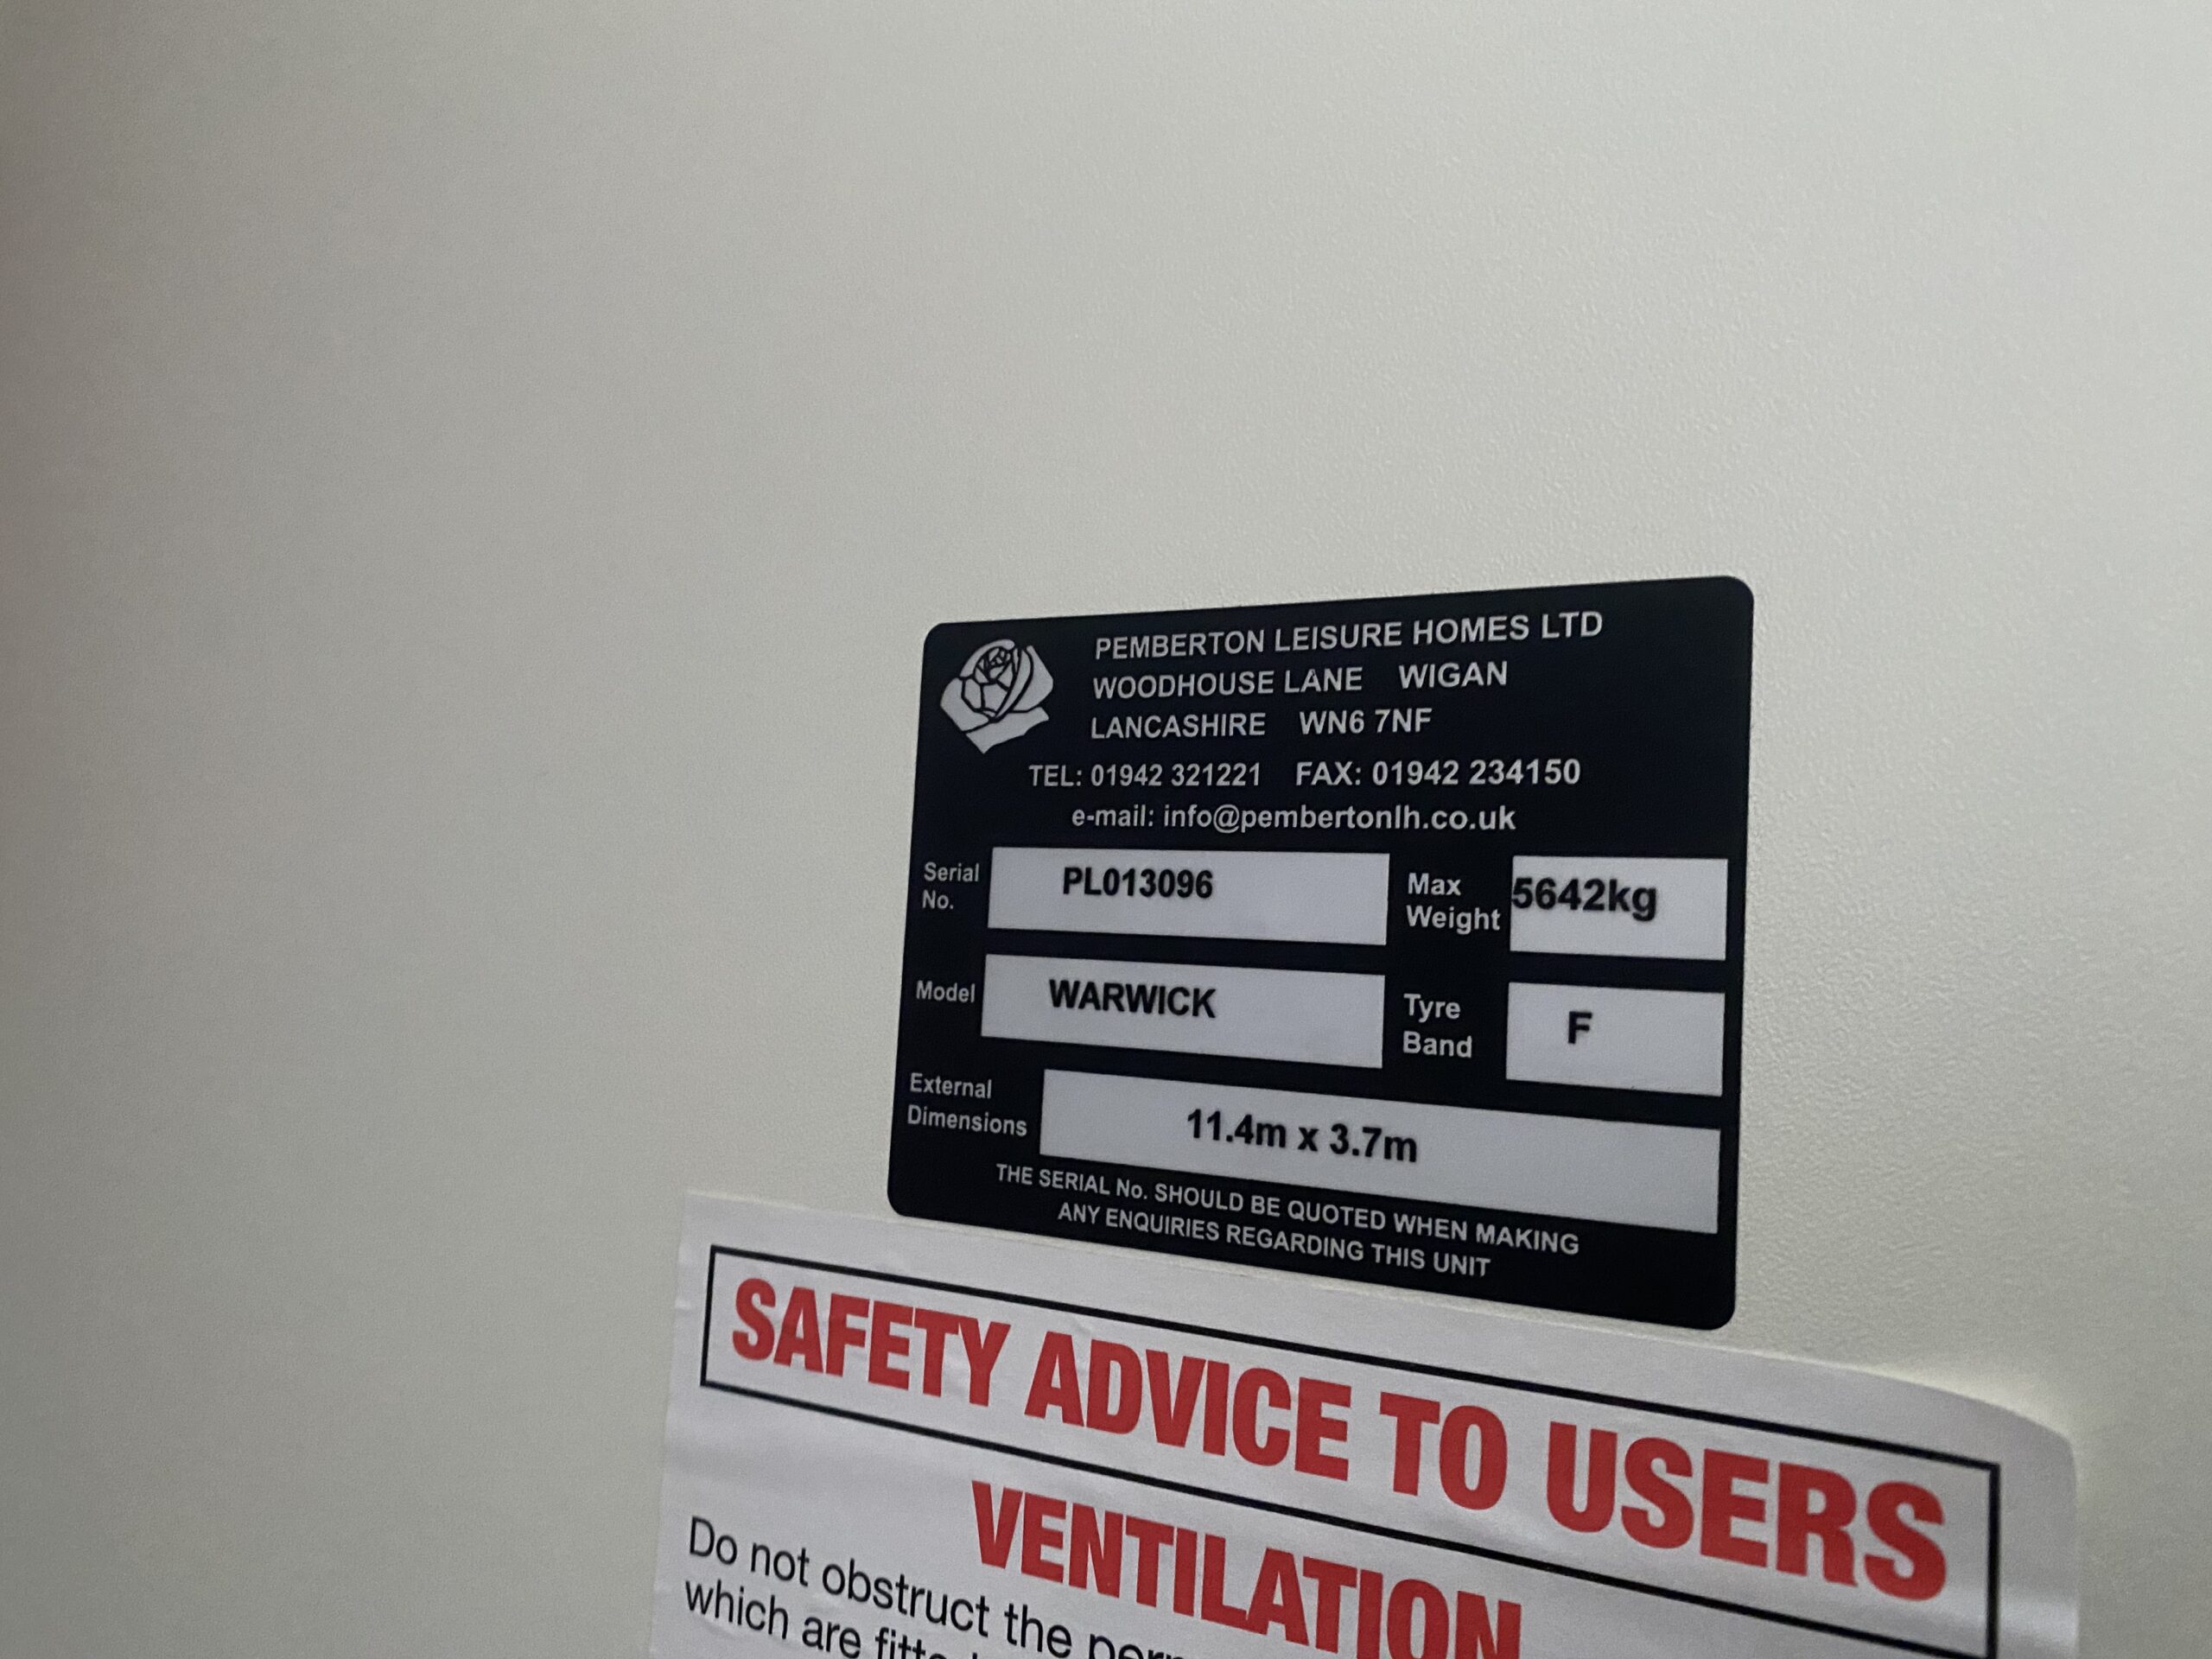 PEMBERTON LEISURE HOMES LTD
WOODHOUSE LANE WIGAN
LANCASHIRE WN6 7NF
TEL: 01942 321221 FAX: 01942 234150
e-mail: info@pembertonlh.co.uk
Serial No. PL013096
Max Weight 5642kg
Model WARWICK
Tyre Band F
External Dimensions 11.4m x 3.7m
THE SERIAL No. SHOULD BE QUOTED WHEN MAKING
ANY ENQUIRIES REGARDING THIS UNIT
SAFETY ADVICE TO USERS
VENTILATION
Do not obstruct the
which are